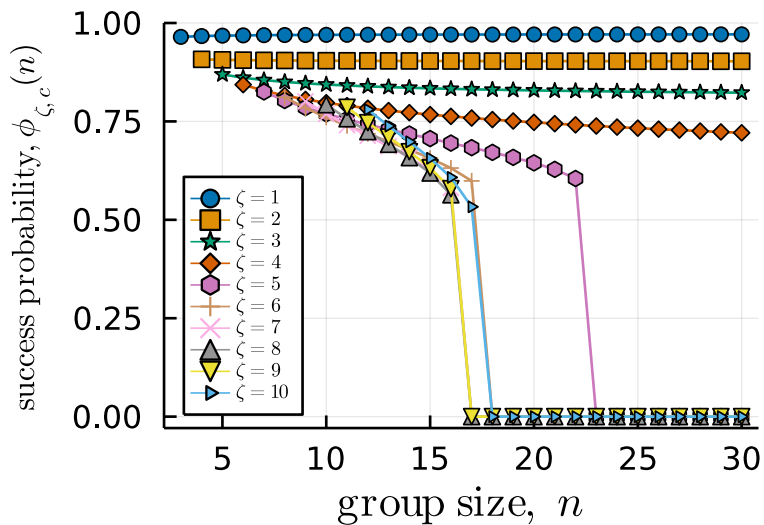 success probability, ϕ_{ζ,c}(n)
1.00
0.75
0.50
0.25
0.00
ζ = 1
ζ = 2
ζ = 3
ζ = 4
ζ = 5
ζ = 6
ζ = 7
ζ = 8
ζ = 9
ζ = 10
5 10 15 20 25 30
group size, n